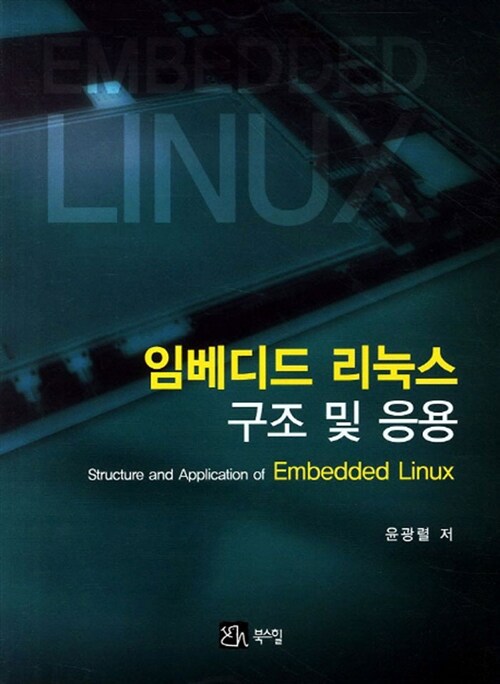 EMBEDDED
LINUX
임베디드 리눅스
구조 및 응용
Structure and Application of Embedded Linux
윤광렬 저
북스힐